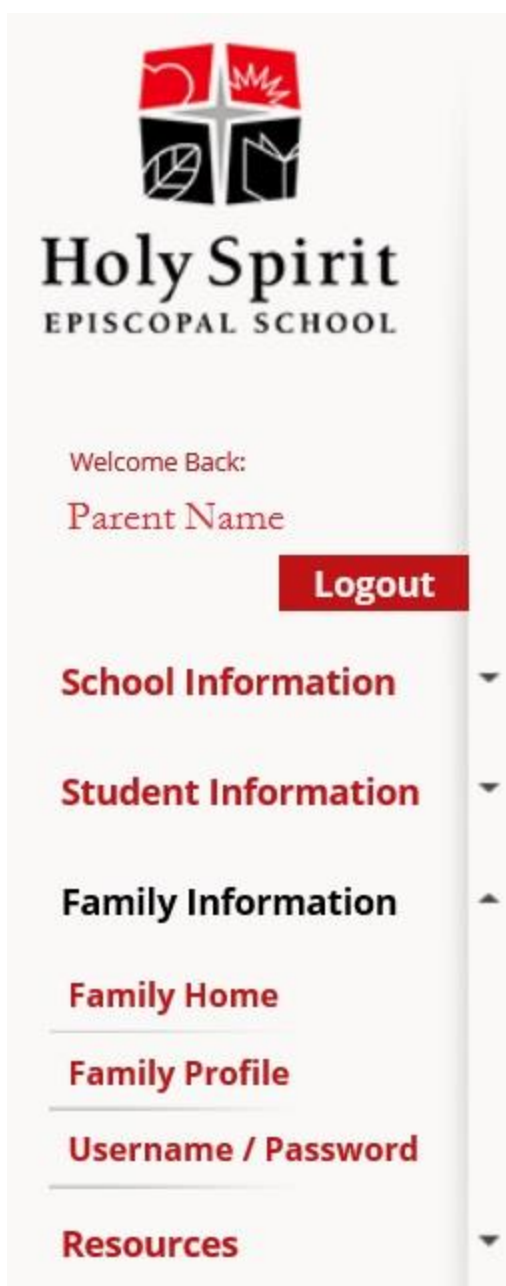 Holy Spirit
EPISCOPAL SCHOOL
Welcome Back:
Parent Name
Logout
School Information
Student Information
Family Information
Family Home
Family Profile
Username / Password
Resources